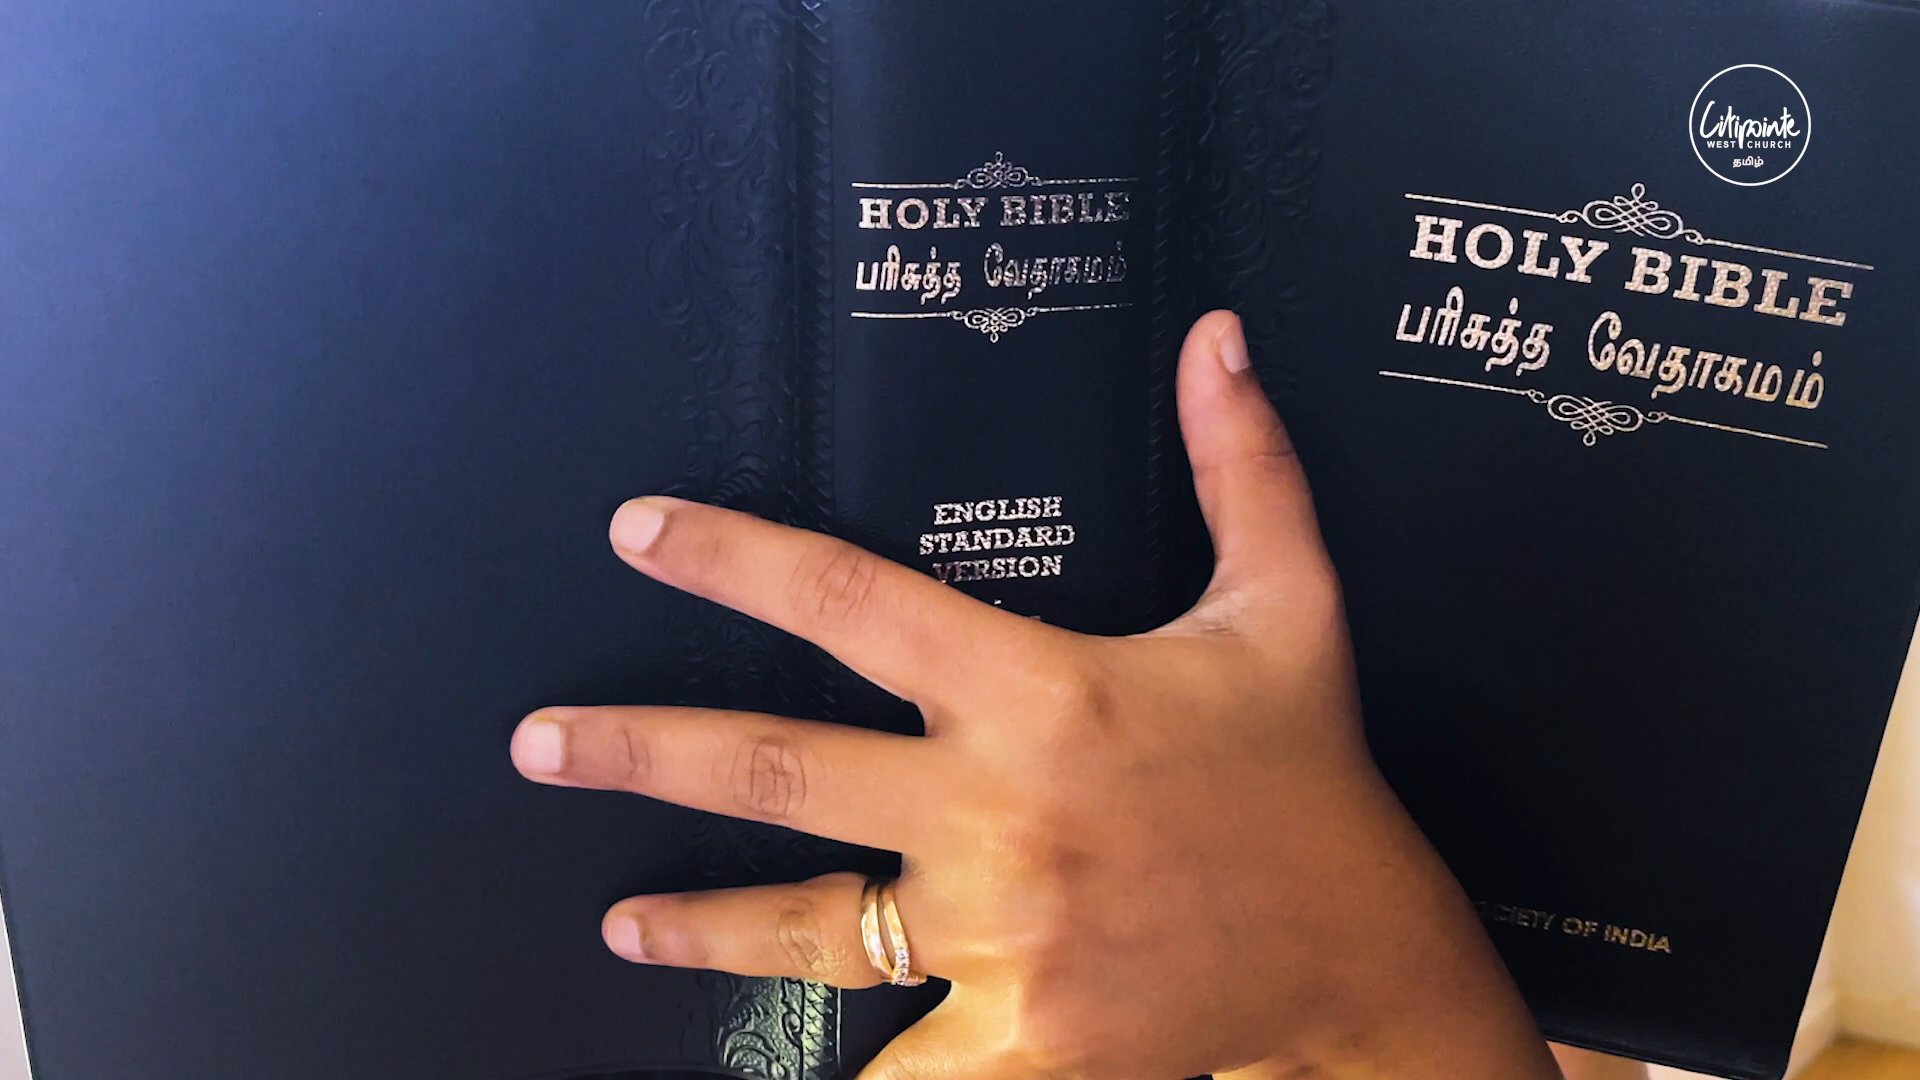 HOLY BIBLE
பரிசுத்த வேதாகமம்
ENGLISH
STANDARD
VERSION
HOLY BIBLE
பரிசுத்த வேதாகமம்
OF INDIA
Citipointe
WEST CHURCH
தமிழ்